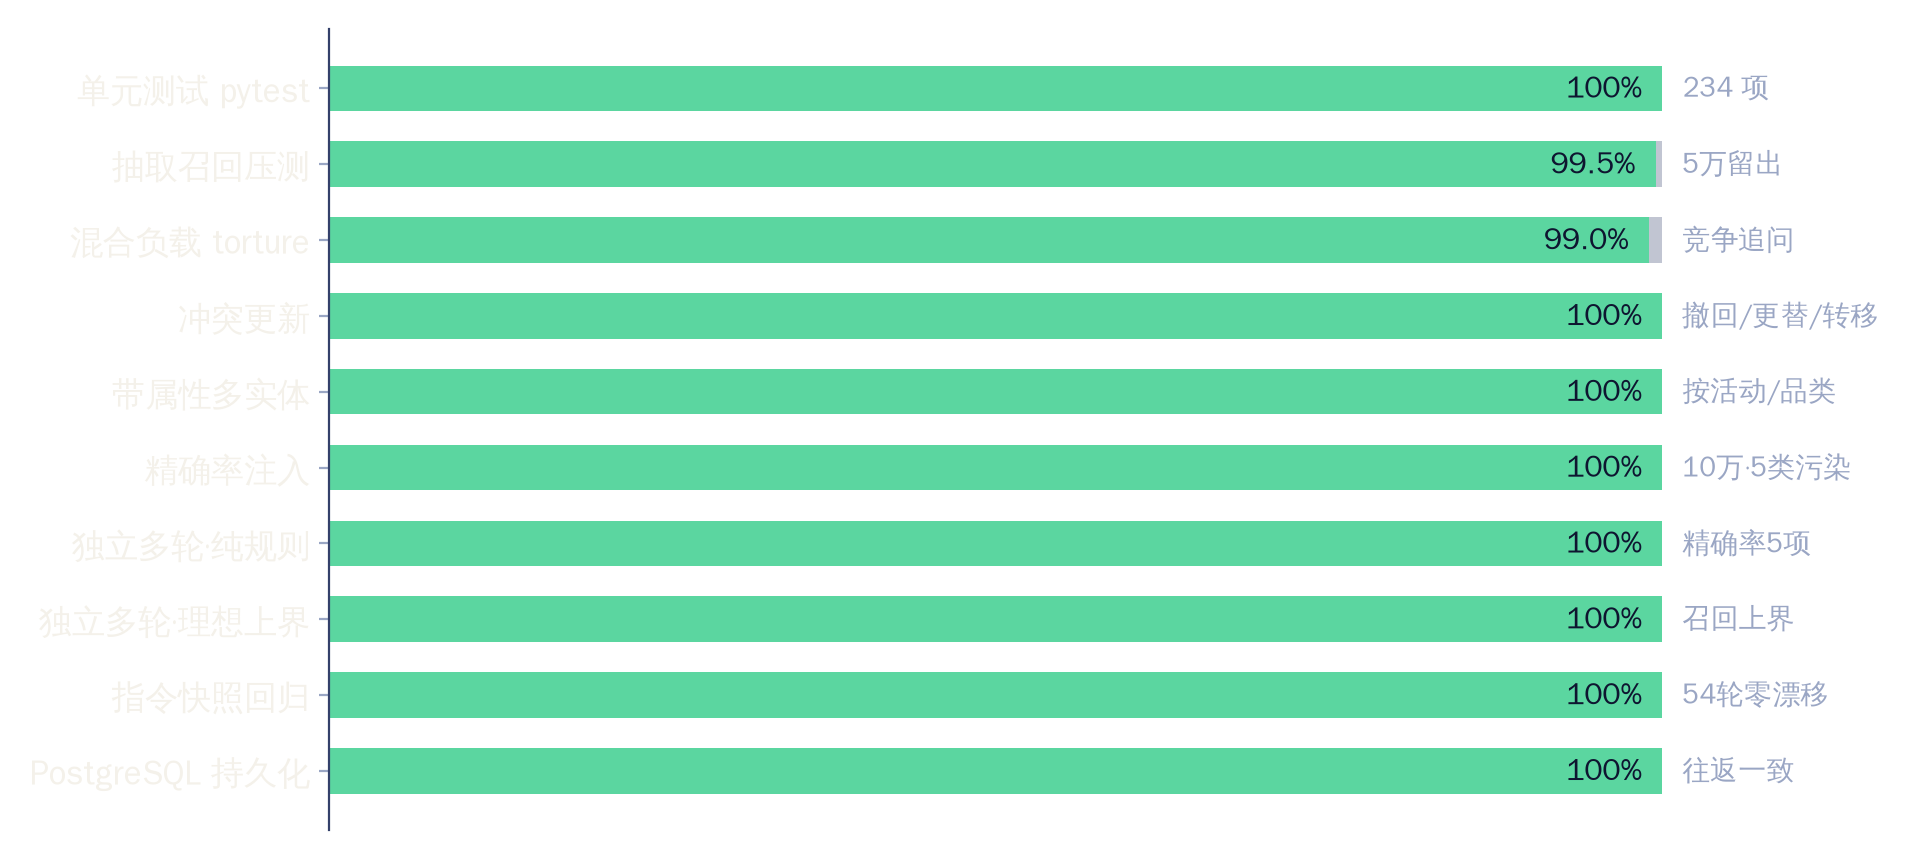 单元测试 pytest 100% 234 项
抽取召回压测 99.5% 5万留出
混合负载 torture 99.0% 竞争追问
冲突更新 100% 撤回/更替/转移
带属性多实体 100% 按活动/品类
精确率注入 100% 10万·5类污染
独立多轮·纯规则 100% 精确率5项
独立多轮·理想上界 100% 召回上界
指令快照回归 100% 54轮零漂移
PostgreSQL 持久化 100% 往返一致